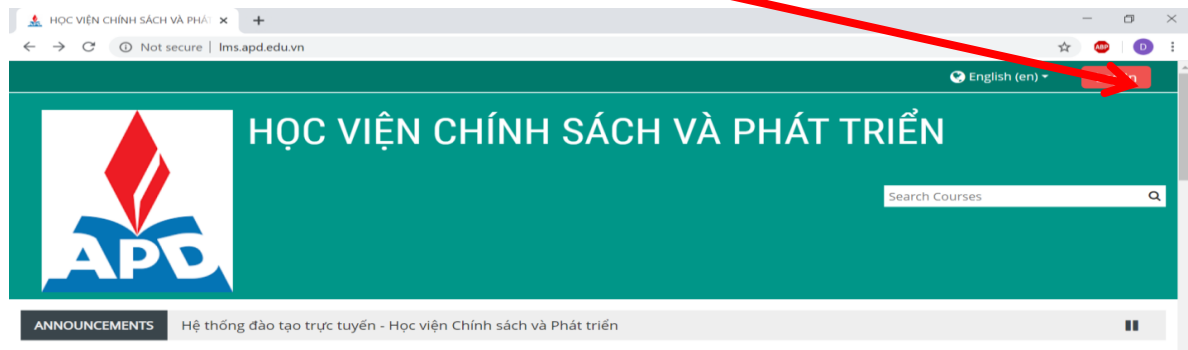 HỌC VIỆN CHÍNH SÁCH VÀ PHÁ
Not secure | lms.apd.edu.vn
ABP
D
English (en)
HỌC VIỆN CHÍNH SÁCH VÀ PHÁT TRIỂN
APD
Search Courses
ANNOUNCEMENTS Hệ thống đào tạo trực tuyến - Học viện Chính sách và Phát triển